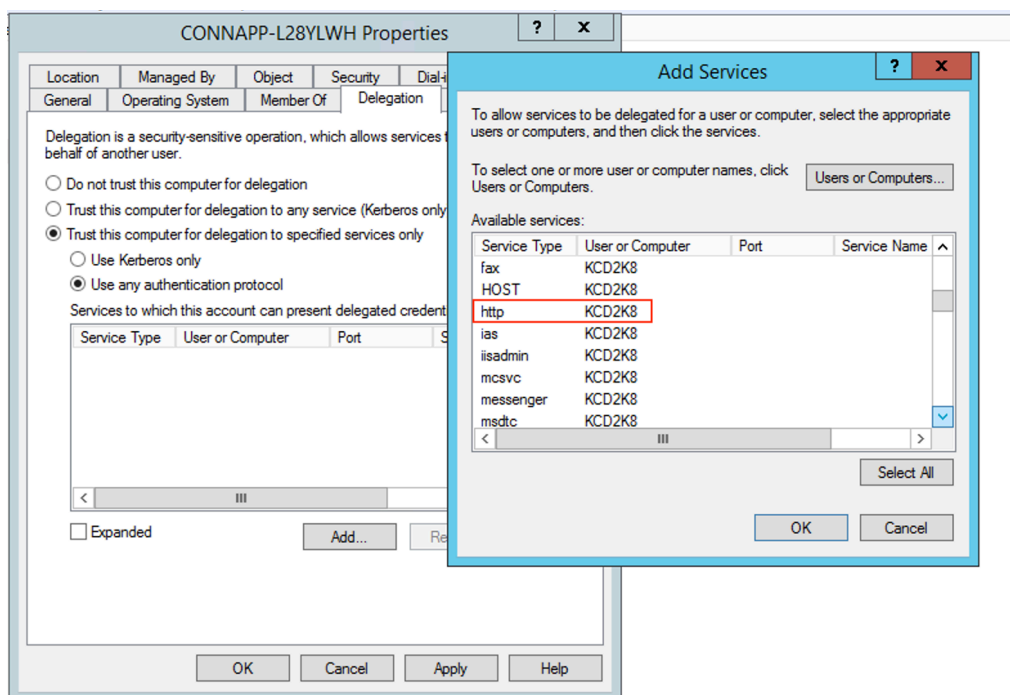 CONNAPP-L28YLWH Properties
? x
Location Managed By Object Security Dial-i
General Operating System Member Of Delegation
Delegation is a security-sensitive operation, which allows services t
behalf of another user.
Do not trust this computer for delegation
Trust this computer for delegation to any service (Kerberos only
Trust this computer for delegation to specified services only
Use Kerberos only
Use any authentication protocol
Services to which this account can present delegated credent
Service Type User or Computer Port S
Expanded
Add... Re
OK Cancel Apply Help
Add Services
? x
To allow services to be delegated for a user or computer, select the appropriate
users or computers, and then click the services.
To select one or more user or computer names, click
Users or Computers.
Users or Computers...
Available services:
Service Type User or Computer Port Service Name
fax KCD2K8
HOST KCD2K8
http KCD2K8
ias KCD2K8
iisadmin KCD2K8
mcsvc KCD2K8
messenger KCD2K8
msdtc KCD2K8
Select All
OK Cancel